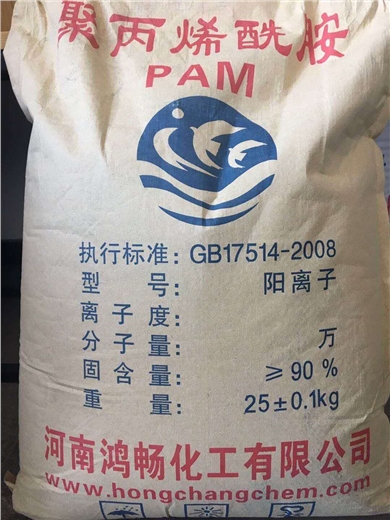 聚丙烯酰胺
PAM
执行标准：GB17514-2008
型 号： 阳离子
离 子 度：
分 子 量： 万
固 含 量： ≥90%
重 量： 25±0.1kg
河南鸿畅化工有限公司
www.hongchangchem.com